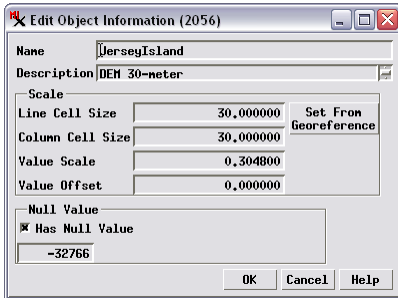 Edit Object Information (2056)
Name JerseyIsland
Description DEM 30-meter
Scale
Line Cell Size 30.000000
Set From Georeference
Column Cell Size 30.000000
Value Scale 0.304800
Value Offset 0.000000
Null Value
Has Null Value
-32766
OK Cancel Help